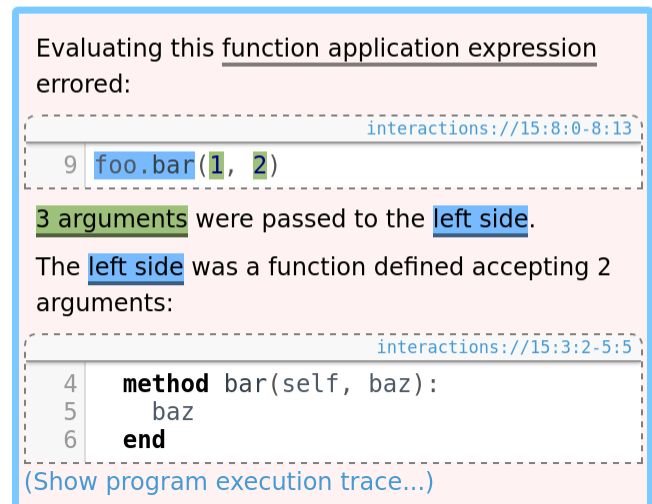 Evaluating this function application expression
errored:
interactions://15:8:0-8:13
9 foo.bar(1, 2)
3 arguments were passed to the left side.
The left side was a function defined accepting 2
arguments:
interactions://15:3:2-5:5
4 method bar(self, baz):
5 baz
6 end
(Show program execution trace...)